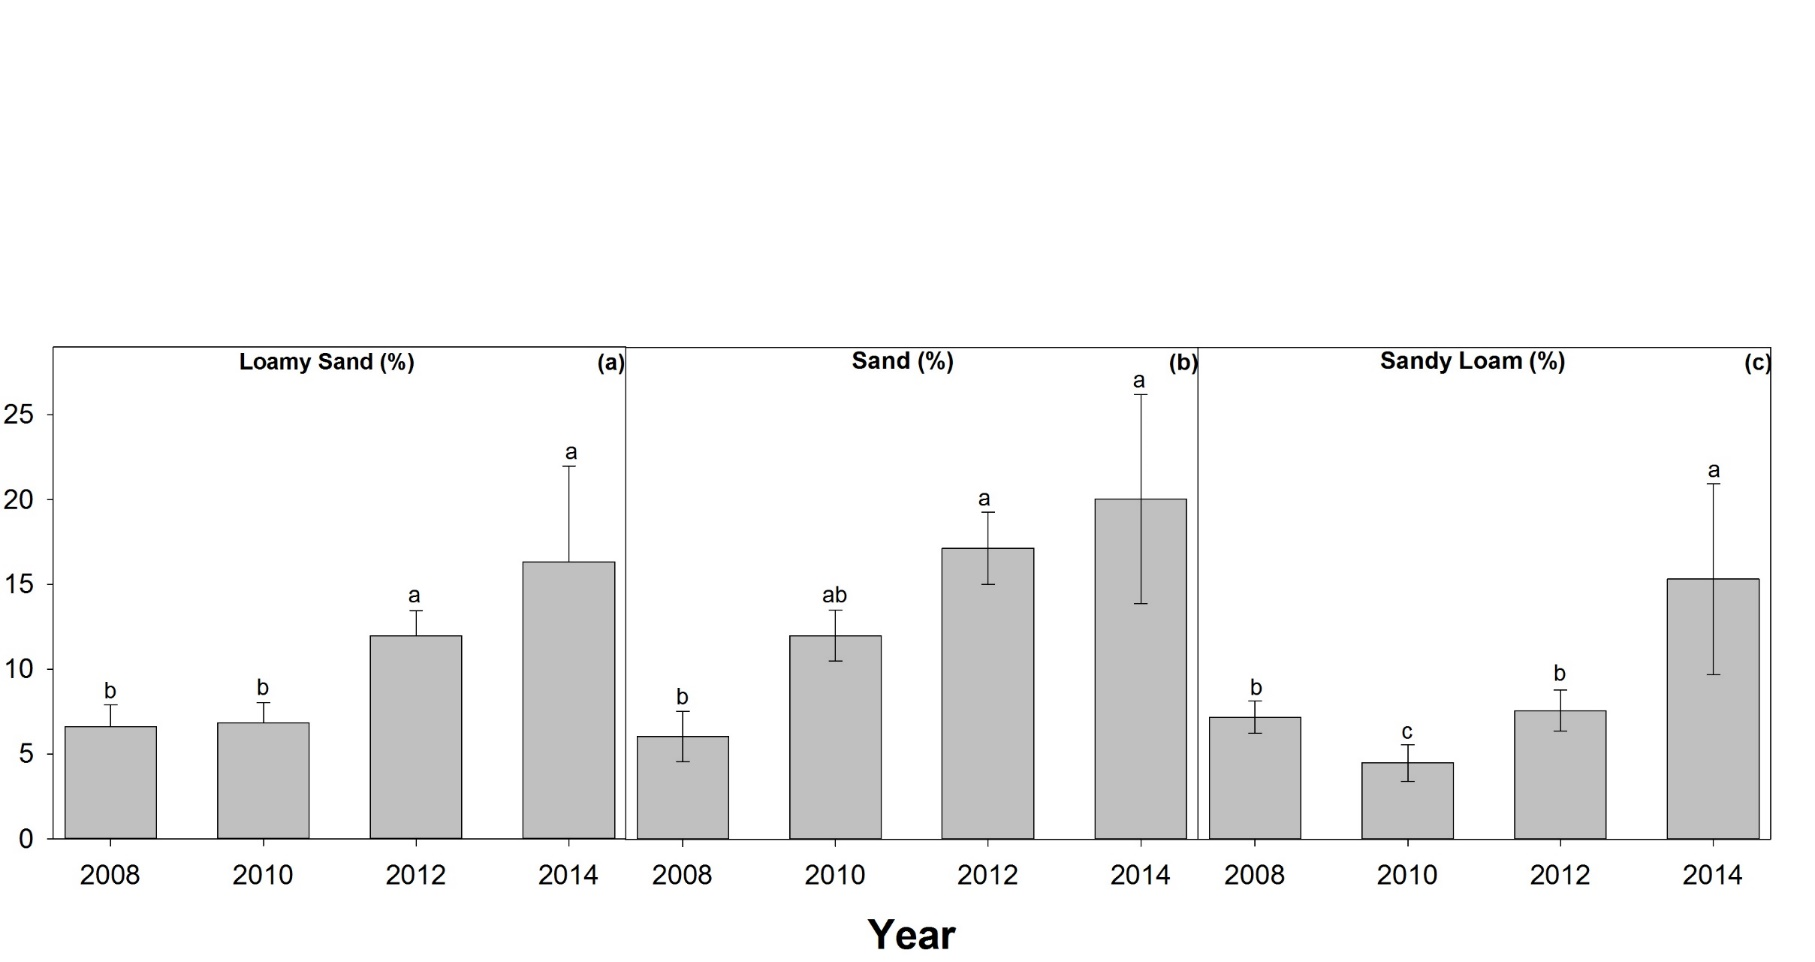 Loamy Sand (%) (a) Sand (%) (b) Sandy Loam (%) (c)
a
25
a
a
20
a
15
a ab
10
b b b b b
c
5
0
2008 2010 2012 2014 2008 2010 2012 2014 2008 2010 2012 2014
Year